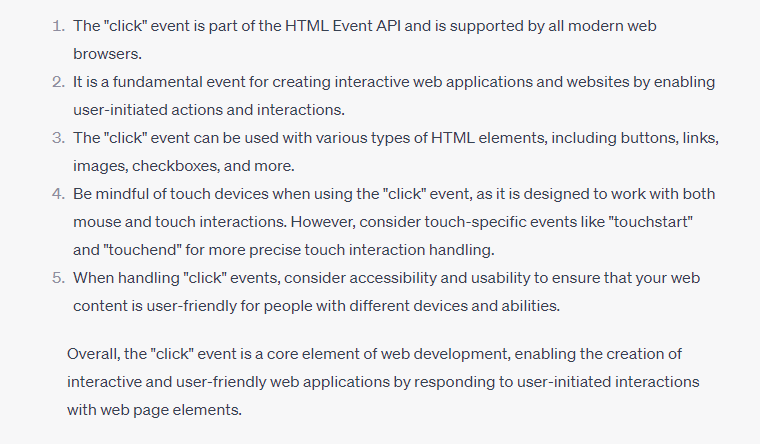 1. The "click" event is part of the HTML Event API and is supported by all modern web
browsers.
2. It is a fundamental event for creating interactive web applications and websites by enabling
user-initiated actions and interactions.
3. The "click" event can be used with various types of HTML elements, including buttons, links,
images, checkboxes, and more.
4. Be mindful of touch devices when using the "click" event, as it is designed to work with both
mouse and touch interactions. However, consider touch-specific events like "touchstart"
and "touchend" for more precise touch interaction handling.
5. When handling "click" events, consider accessibility and usability to ensure that your web
content is user-friendly for people with different devices and abilities.
Overall, the "click" event is a core element of web development, enabling the creation of
interactive and user-friendly web applications by responding to user-initiated interactions
with web page elements.